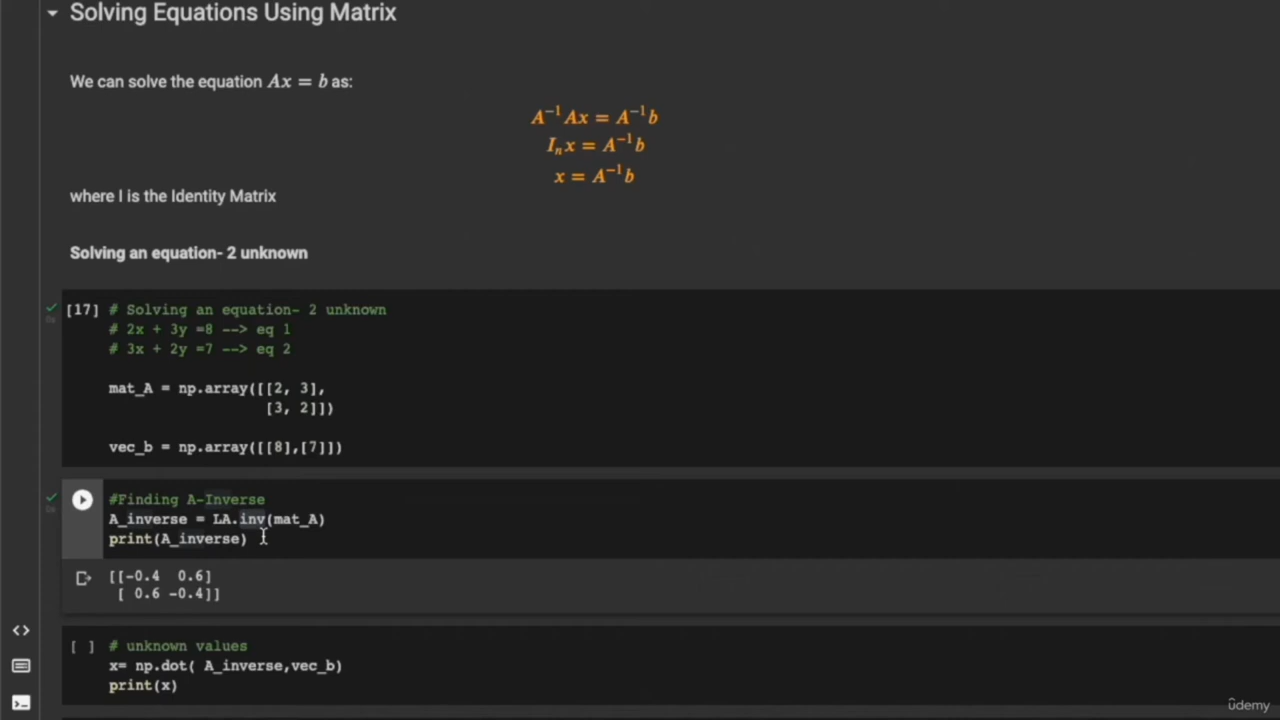 Solving Equations Using Matrix
We can solve the equation Ax = b as:
A⁻¹Ax = A⁻¹b
Iₙx = A⁻¹b
x = A⁻¹b
where I is the Identity Matrix
Solving an equation- 2 unknown
[17] # Solving an equation- 2 unknown
# 2x + 3y =8 --> eq 1
# 3x + 2y =7 --> eq 2
mat_A = np.array([[2, 3],
[3, 2]])
vec_b = np.array([[8],[7]])
#Finding A-Inverse
A_inverse = LA.inv(mat_A)
print(A_inverse)
[[-0.4 0.6]
[ 0.6 -0.4]]
[ ] # unknown values
x= np.dot( A_inverse,vec_b)
print(x)
ûdemy